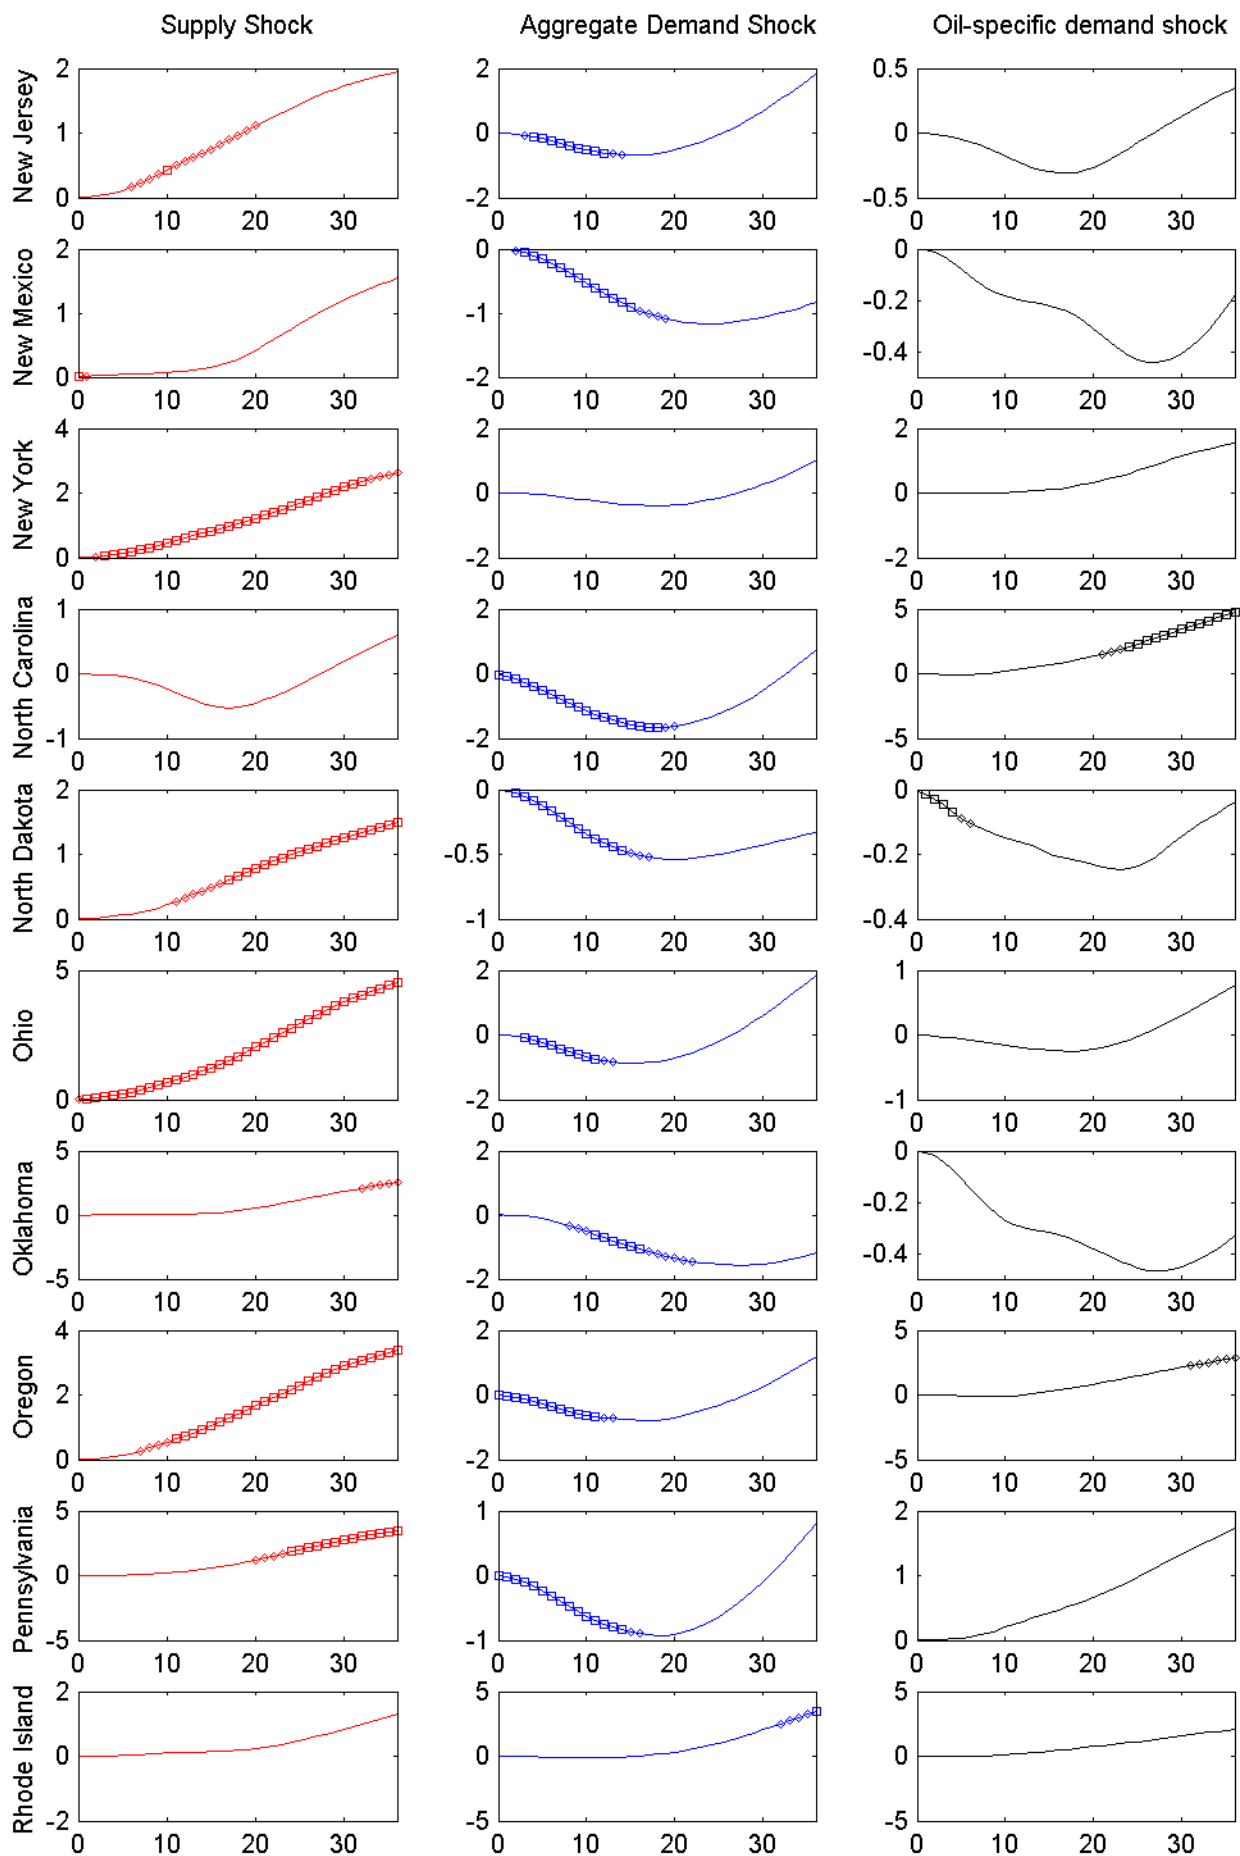 Supply Shock
Aggregate Demand Shock
Oil-specific demand shock
New Jersey
2
1
0
0 10 20 30
2
0
-2
0 10 20 30
0.5
0
-0.5
0 10 20 30
New Mexico
2
1
0
0 10 20 30
0
-1
-2
0 10 20 30
0
-0.2
-0.4
0 10 20 30
New York
4
2
0
0 10 20 30
2
0
-2
0 10 20 30
2
0
-2
0 10 20 30
North Carolina
1
0
-1
0 10 20 30
2
0
-2
0 10 20 30
5
0
-5
0 10 20 30
North Dakota
2
1
0
0 10 20 30
0
-0.5
-1
0 10 20 30
0
-0.2
-0.4
0 10 20 30
Ohio
5
0
0 10 20 30
2
0
-2
0 10 20 30
1
0
-1
0 10 20 30
Oklahoma
5
0
-5
0 10 20 30
2
0
-2
0 10 20 30
0
-0.2
-0.4
0 10 20 30
Oregon
4
2
0
0 10 20 30
2
0
-2
0 10 20 30
5
0
-5
0 10 20 30
Pennsylvania
5
0
-5
0 10 20 30
1
0
-1
0 10 20 30
2
1
0
0 10 20 30
Rhode Island
2
0
-2
0 10 20 30
5
0
-5
0 10 20 30
5
0
-5
0 10 20 30